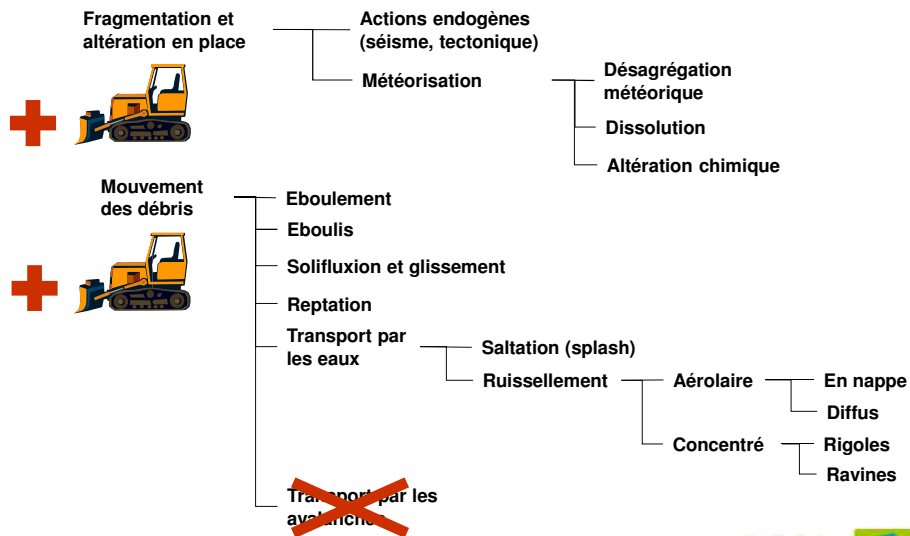 Fragmentation et
altération en place
Actions endogènes
(séisme, tectonique)
Météorisation
Désagrégation
météorique
Dissolution
Altération chimique
Mouvement
des débris
Eboulement
Eboulis
Solifluxion et glissement
Reptation
Transport par
les eaux
Saltation (splash)
Ruissellement
Aérolaire
En nappe
Diffus
Concentré
Rigoles
Ravines
Transport par les
avalanches